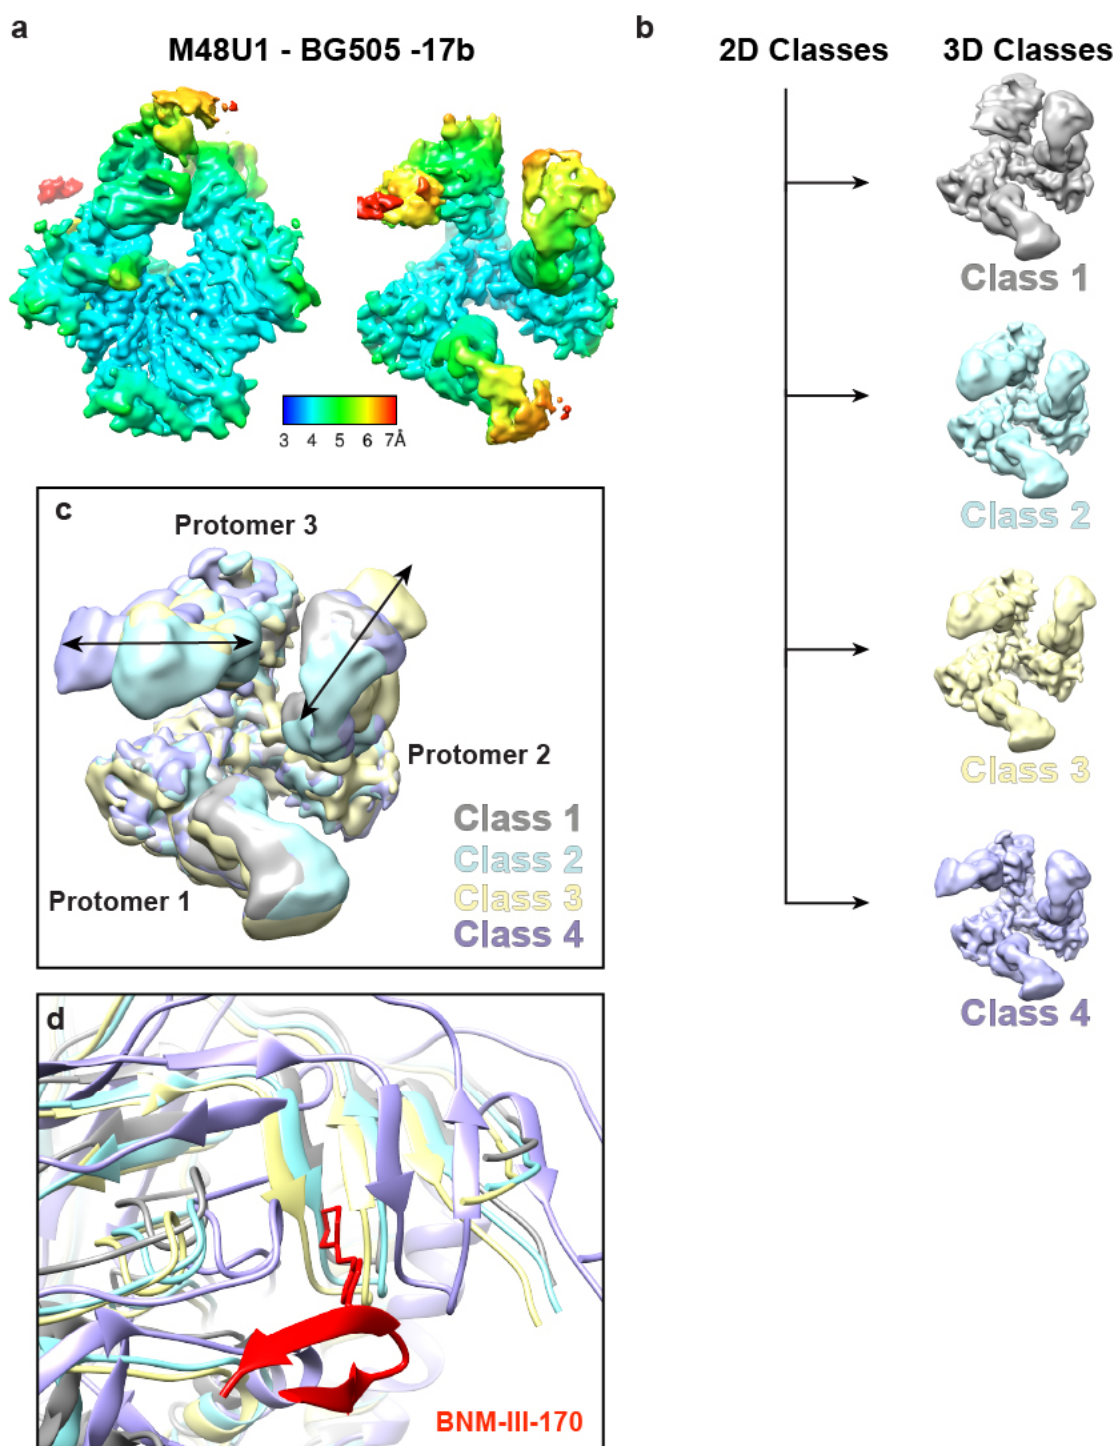 a
M48U1 - BG505 -17b
3 4 5 6 7Å
b
2D Classes
3D Classes
Class 1
Class 2
Class 3
Class 4
c
Protomer 3
Protomer 2
Protomer 1
Class 1
Class 2
Class 3
Class 4
d
BNM-III-170